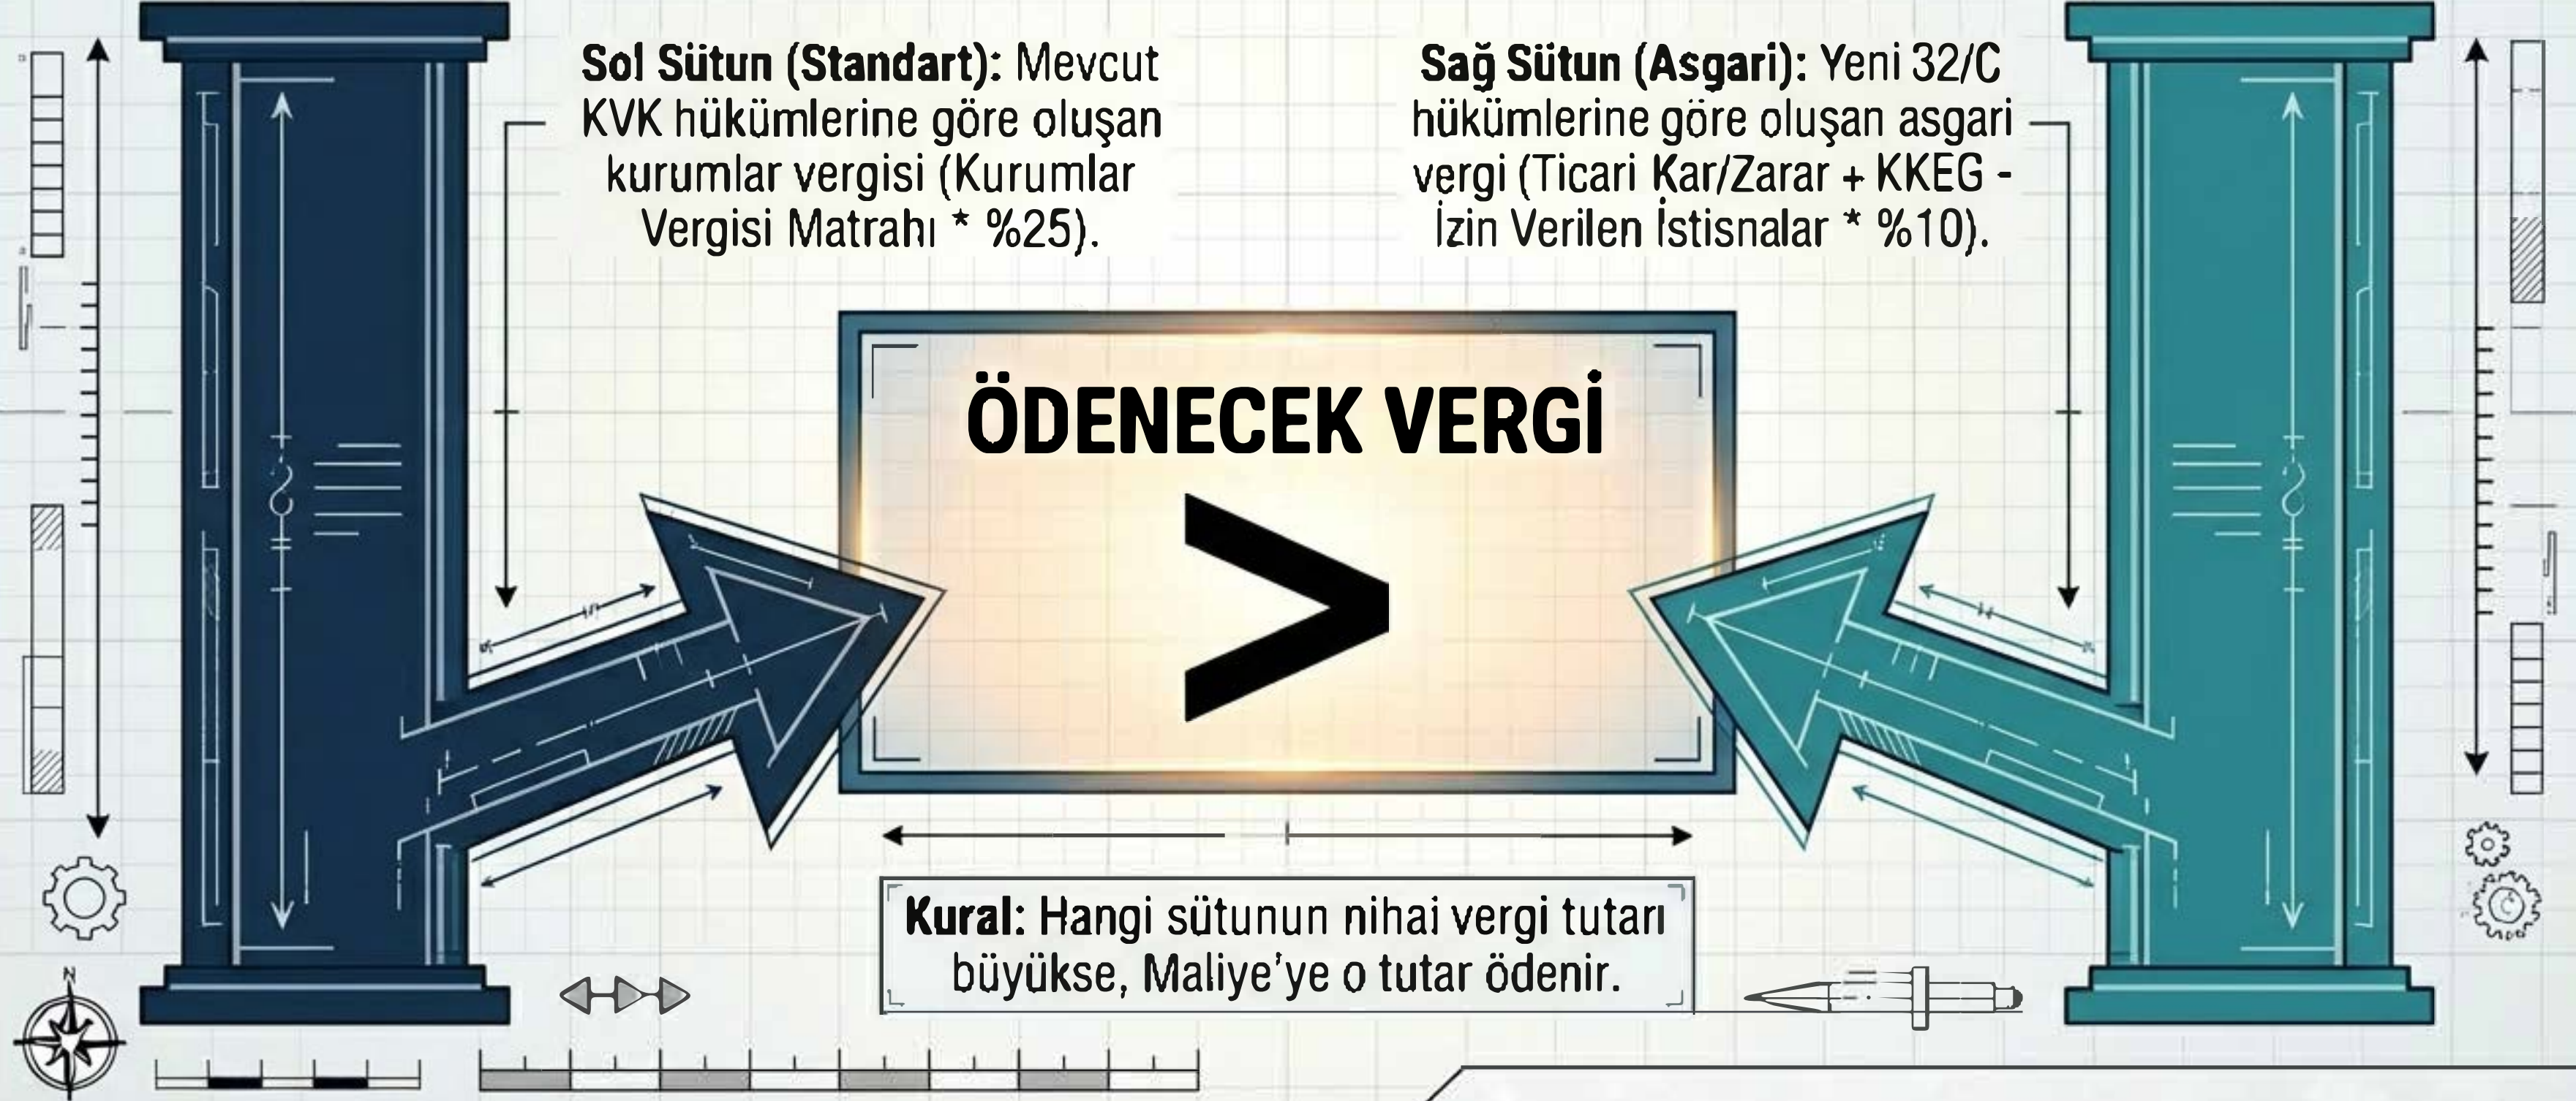 Sol Sütun (Standart): Mevcut
KVK hükümlerine göre oluşan
kurumlar vergisi (Kurumlar
Vergisi Matrahı * %25).
Sağ Sütun (Asgari): Yeni 32/C
hükümlerine göre oluşan asgari
vergi (Ticari Kar/Zarar + KKEG -
İzin Verilen İstisnalar * %10).
ÖDENECEK VERGİ
>
Kural: Hangi sütunun nihai vergi tutarı
büyükse, Maliye'ye o tutar ödenir.
N